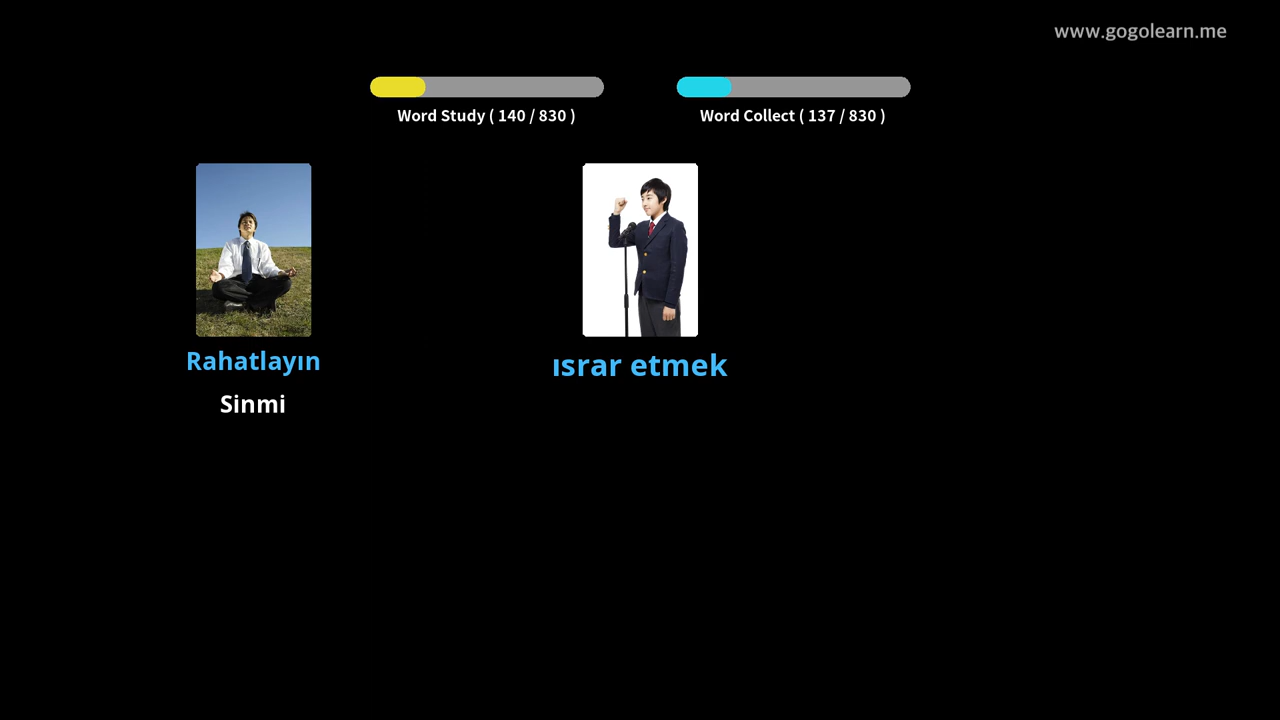 www.gogolearn.me
Word Study ( 140 / 830 )
Word Collect ( 137 / 830 )
Rahatlayın
Sinmi
ısrar etmek